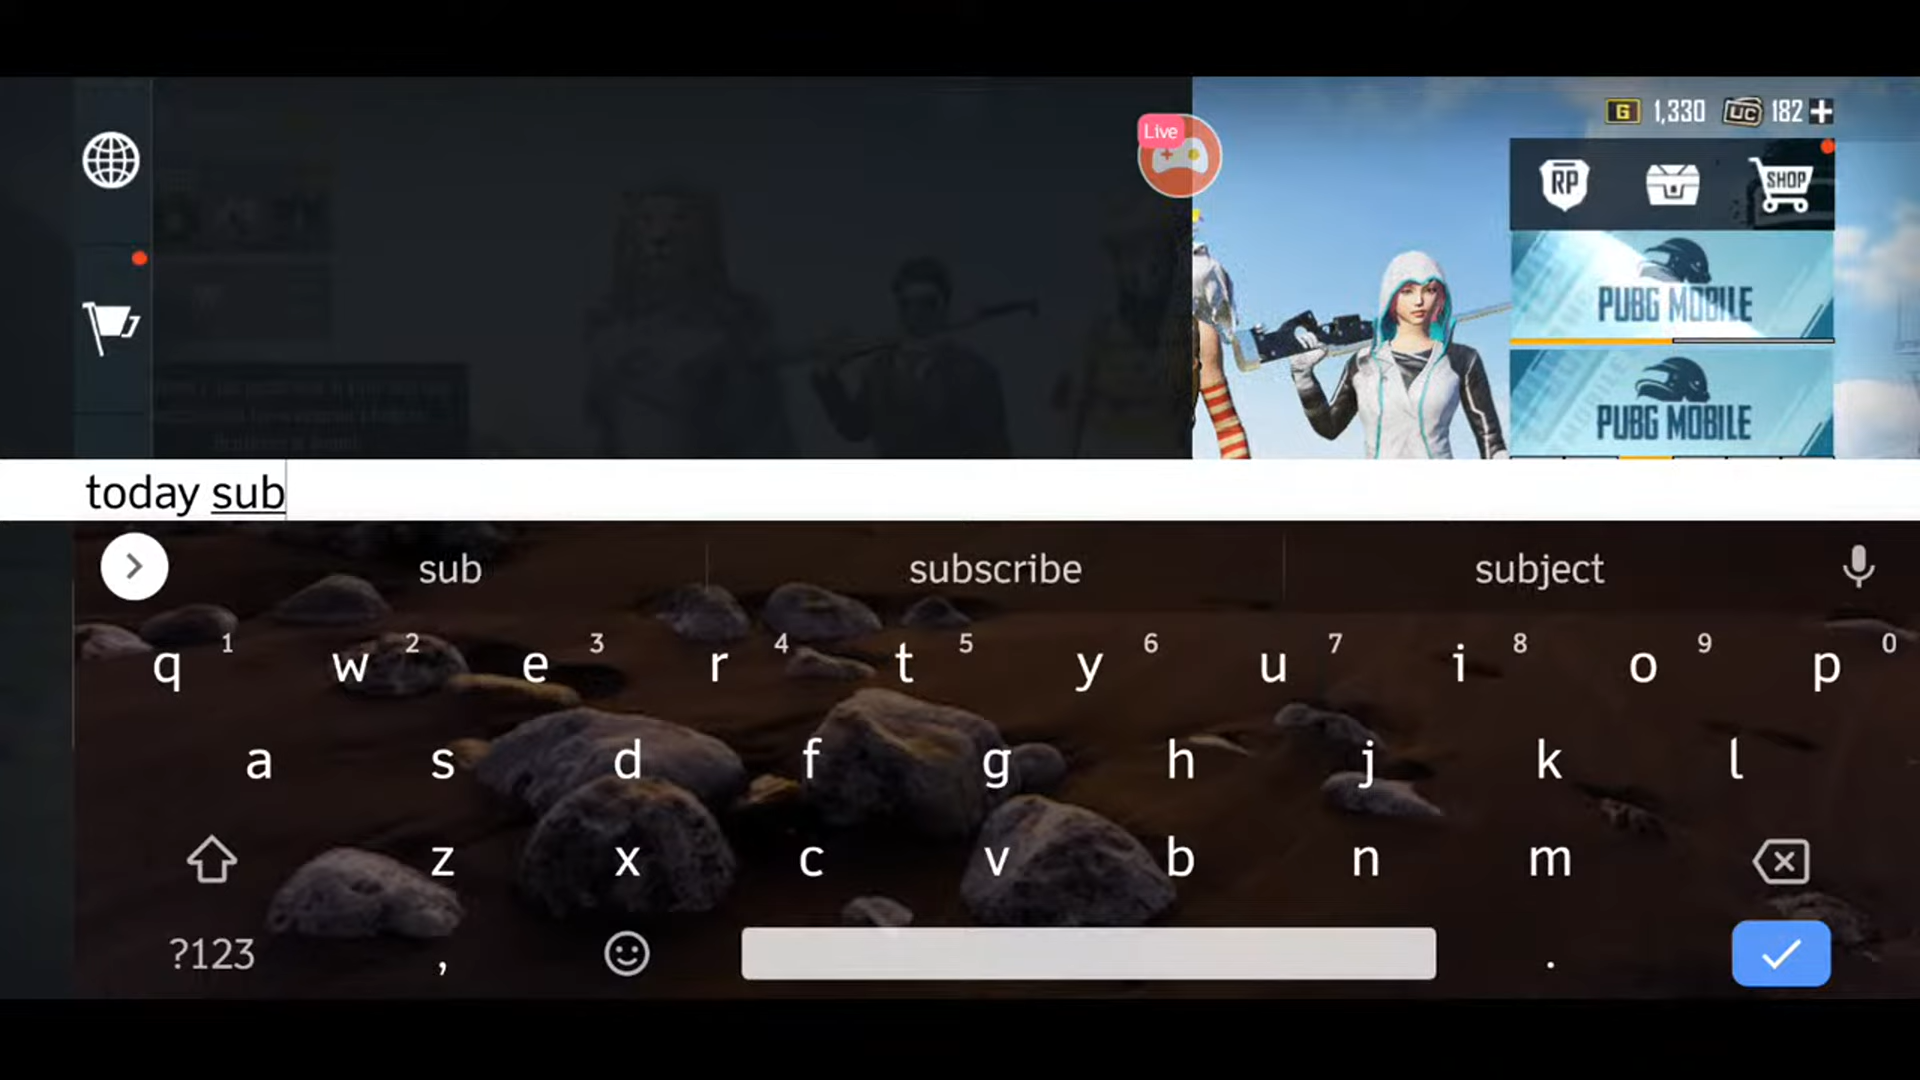 Live
G 1,330 UC 182 +
RP SHOP
PUBG MOBILE
PUBG MOBILE
today sub
sub subscribe subject
q 1 w 2 e 3 r 4 t 5 y 6 u 7 i 8 o 9 p 0
a s d f g h j k l
z x c v b n m
?123 , .